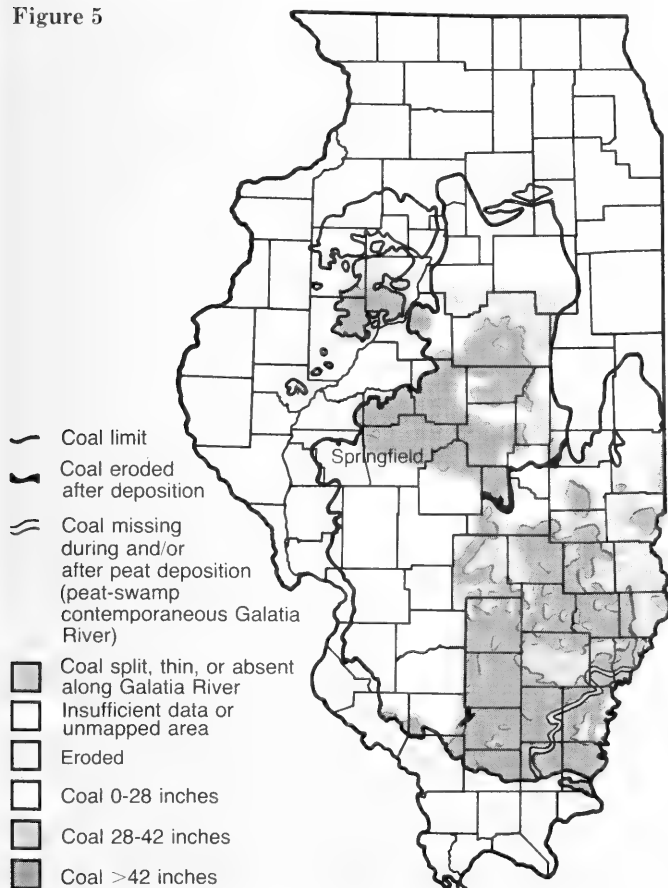 Figure 5
Springfield
Coal limit
Coal eroded
after deposition
Coal missing
during and/or
after peat deposition
(peat-swamp
contemporaneous Galatia
River)
Coal split, thin, or absent
along Galatia River
Insufficient data or
unmapped area
Eroded
Coal 0-28 inches
Coal 28-42 inches
Coal >42 inches